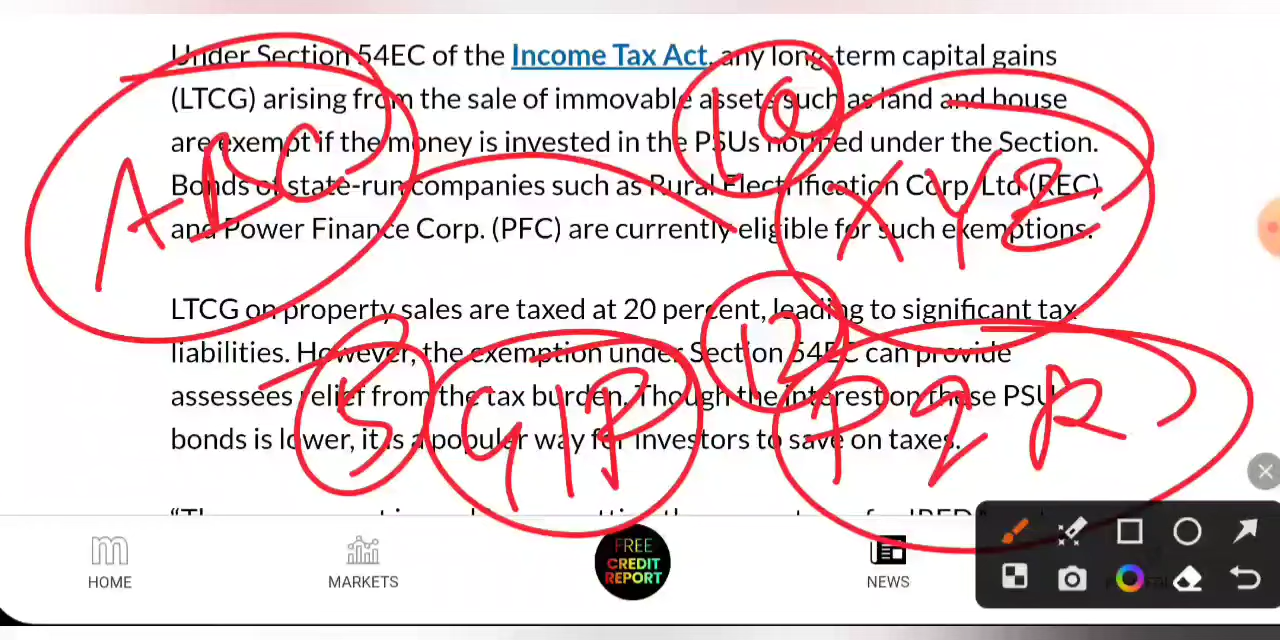 Under Section 54EC of the Income Tax Act, any long-term capital gains
(LTCG) arising from the sale of immovable assets such as land and house
are exempt if the money is invested in the PSUs notified under the Section.
Bonds of state-run companies such as Rural Electrification Corp. Ltd (REC)
and Power Finance Corp. (PFC) are currently eligible for such exemptions.
ABC
10
XYZ
LTCG on property sales are taxed at 20 percent, leading to significant tax
liabilities. However, the exemption under Section 54EC can provide
assessees relief from the tax burden. Though the interest on these PSU
bonds is lower, it is a popular way for investors to save on taxes.
12
PQR
HOME
MARKETS
FREE
CREDIT
REPORT
NEWS